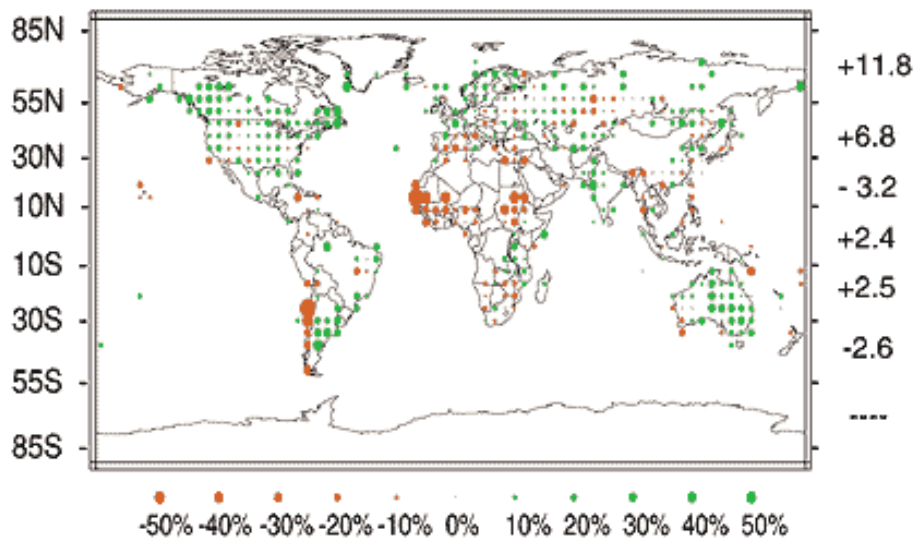 85N
+11.8
55N
+6.8
30N
- 3.2
10N
+2.4
10S
+2.5
30S
-2.6
55S
----
85S
-50% -40% -30% -20% -10% 0% 10% 20% 30% 40% 50%